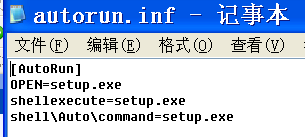 autorun.inf - 记事本
文件(F) 编辑(E) 格式(O) 查看(V)
[AutoRun]
OPEN=setup.exe
shellexecute=setup.exe
shell\Auto\command=setup.exe